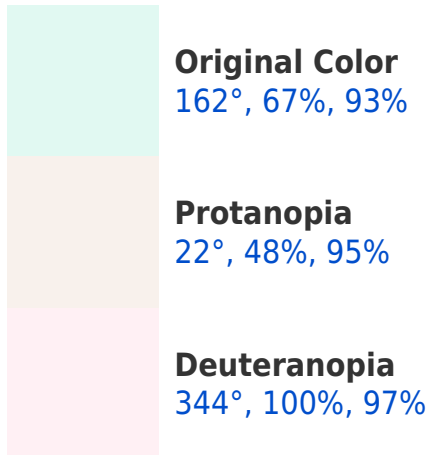 Original Color
162°, 67%, 93%
Protanopia
22°, 48%, 95%
Deuteranopia
344°, 100%, 97%